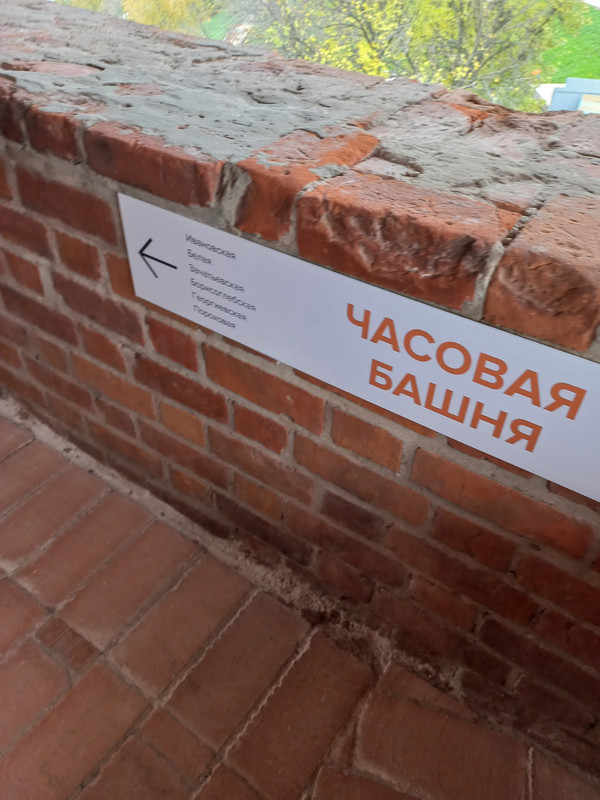 Ивановская
Белая
Зачатьевская
Борисоглебская
Георгиевская
Пороховая
ЧАСОВАЯ
БАШНЯ